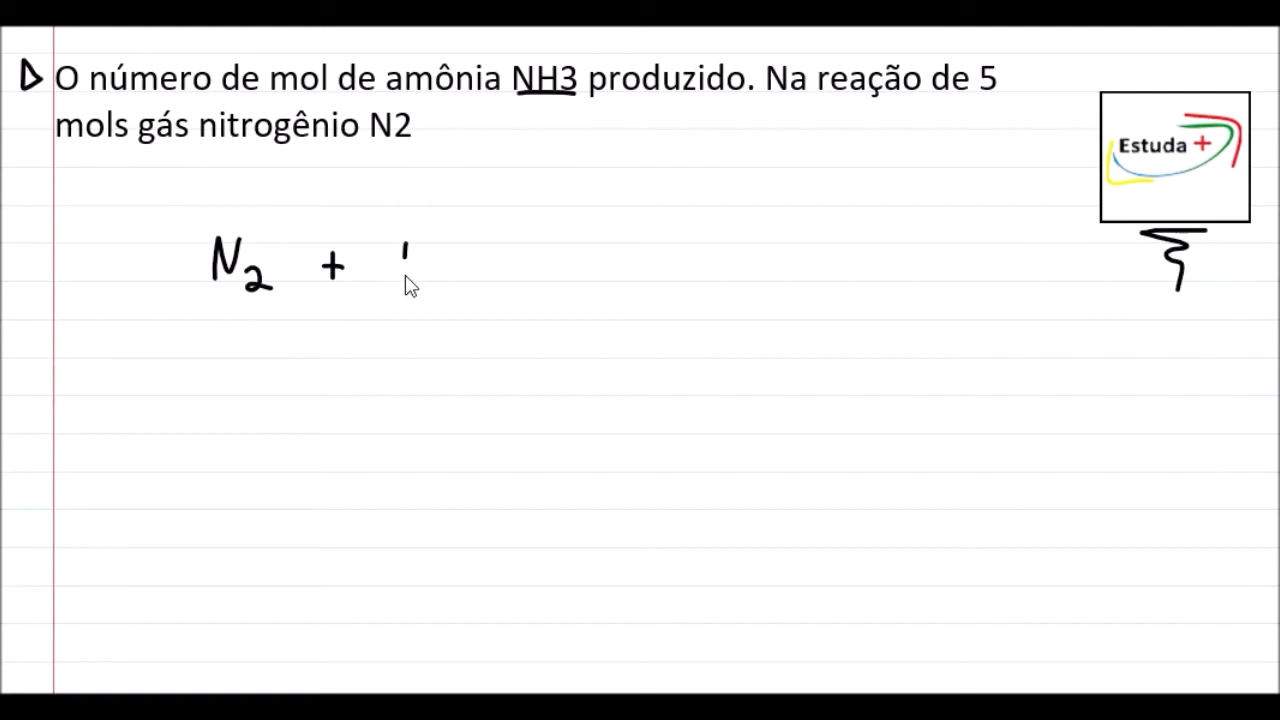 O número de mol de amônia NH3 produzido. Na reação de 5
mols gás nitrogênio N2
Estuda +
N₂ +